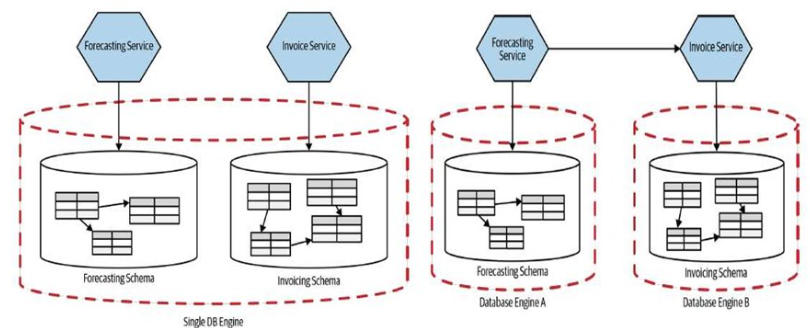 Forecasting Service
Invoice Service
Forecasting Schema
Invoicing Schema
Single DB Engine
Forecasting
Service
Invoice Service
Forecasting Schema
Database Engine A
Invoicing Schema
Database Engine B